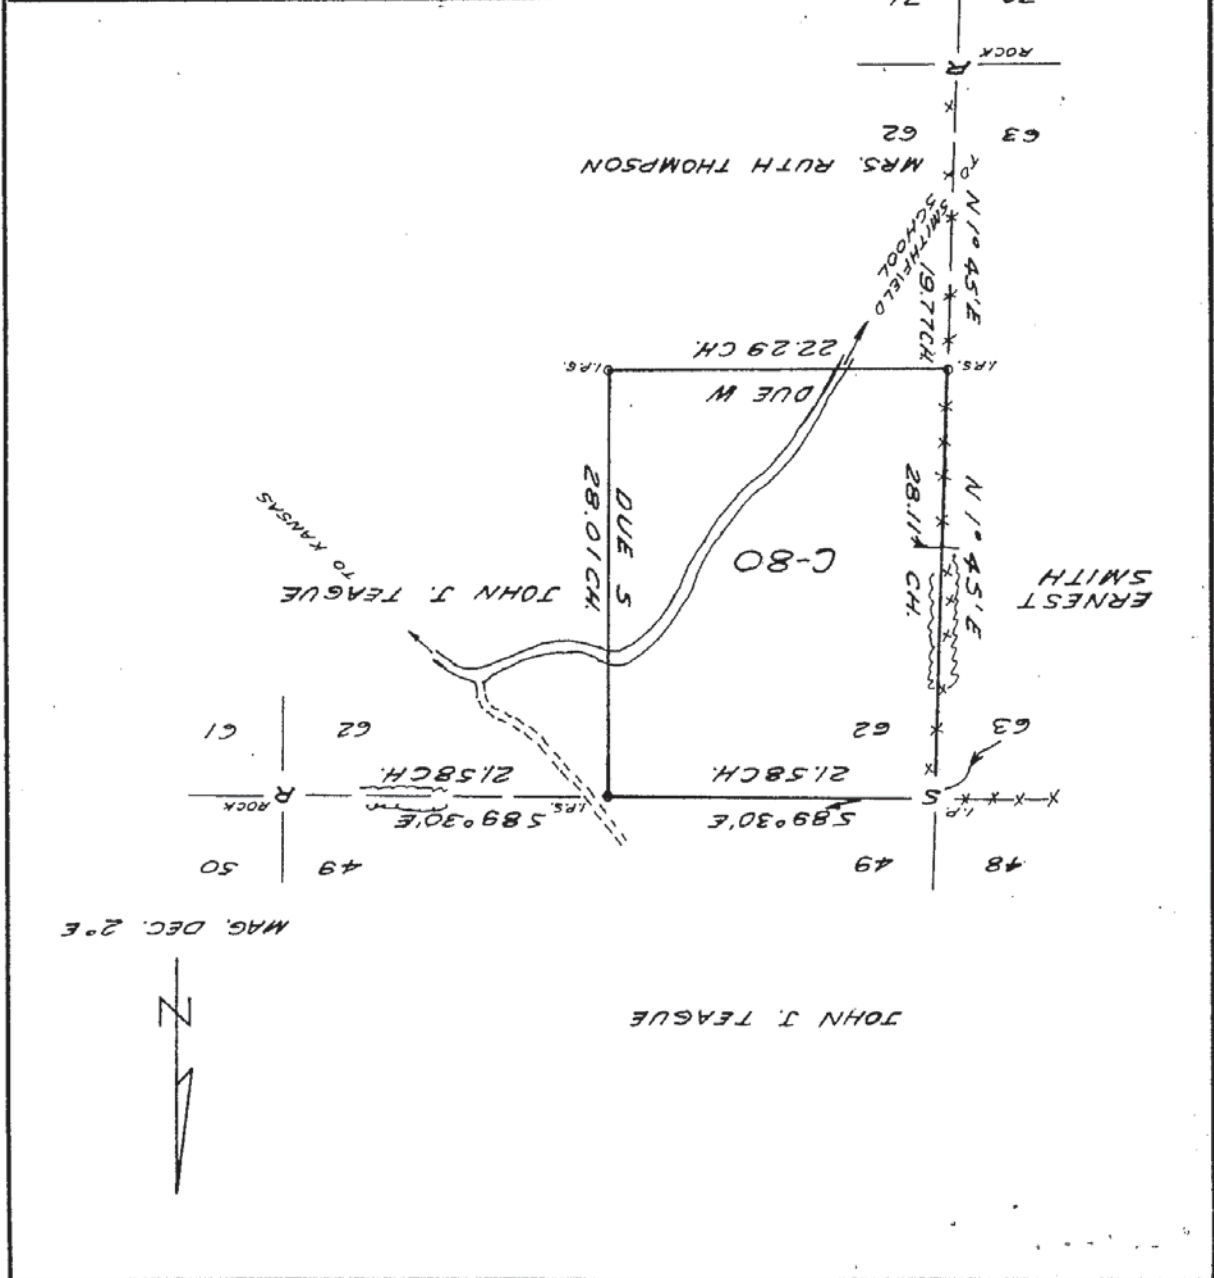 JOHN J. TEAGUE
N
MAG. DEC. 2°E
48
49
49
50
I.P.
S
S 89°30'E
21.58 CH.
I.P.S.
S 89°30'E
21.58 CH.
R
ROCK
63
62
62
61
ERNEST
SMITH
N 1° 45' E
28.11
CH.
C-80
DUE S
28.01 CH.
JOHN J. TEAGUE
TO KANSAS
DUE W
22.29 CH.
I.P.S.
I.P.S.
N 1° 45' E
19.77 CH.
SMITHFIELD
SCHOOL
RD
MRS. RUTH THOMPSON
63
62
ROCK
R